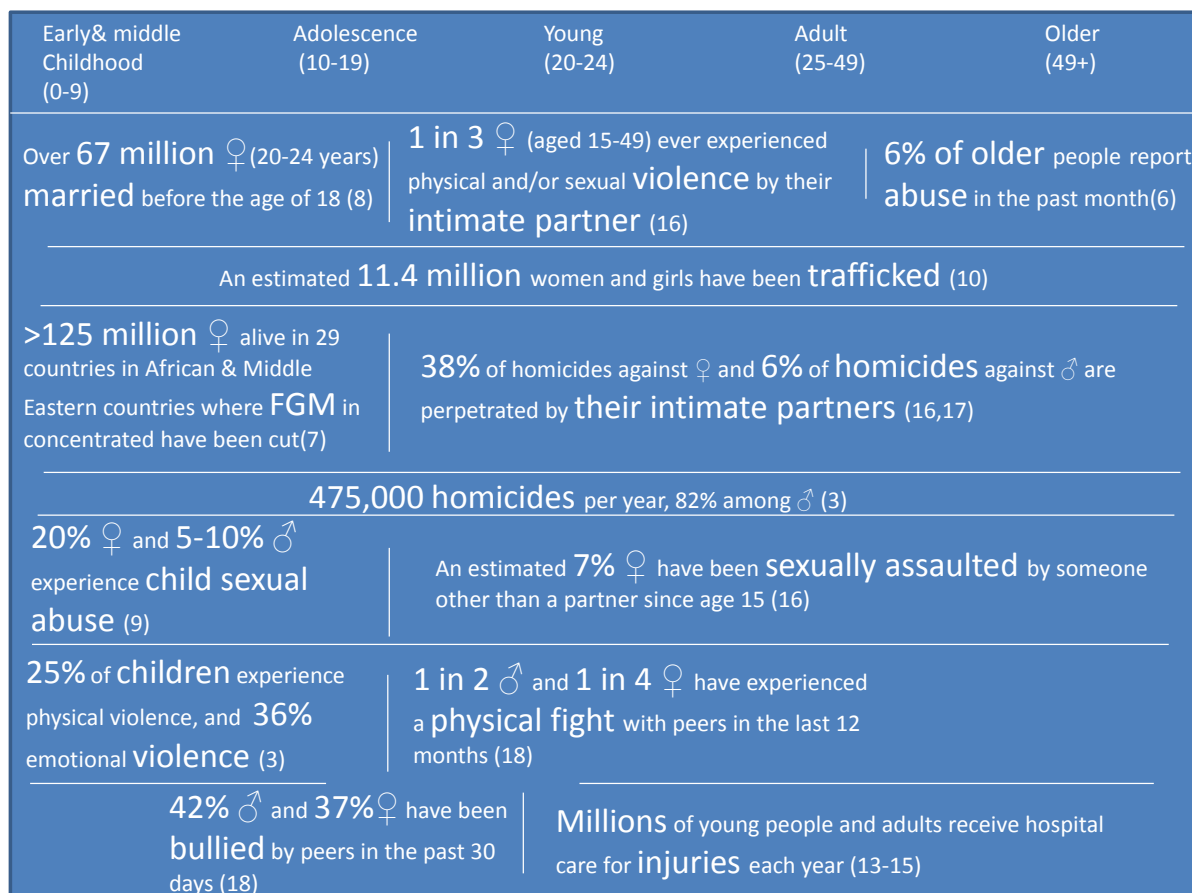 Early& middle
Childhood
(0-9)
Adolescence
(10-19)
Young
(20-24)
Adult
(25-49)
Older
(49+)
Over 67 million ♀(20-24 years)
married before the age of 18 (8)
1 in 3 ♀ (aged 15-49) ever experienced
physical and/or sexual violence by their
intimate partner (16)
6% of older people report
abuse in the past month(6)
An estimated 11.4 million women and girls have been trafficked (10)
>125 million ♀ alive in 29
countries in African & Middle
Eastern countries where FGM in
concentrated have been cut(7)
38% of homicides against ♀ and 6% of homicides against ♂ are
perpetrated by their intimate partners (16,17)
475,000 homicides per year, 82% among ♂ (3)
20% ♀ and 5-10% ♂
experience child sexual
abuse (9)
An estimated 7% ♀ have been sexually assaulted by someone
other than a partner since age 15 (16)
25% of children experience
physical violence, and 36%
emotional violence (3)
1 in 2 ♂ and 1 in 4 ♀ have experienced
a physical fight with peers in the last 12
months (18)
42% ♂ and 37%♀ have been
bullied by peers in the past 30
days (18)
Millions of young people and adults receive hospital
care for injuries each year (13-15)